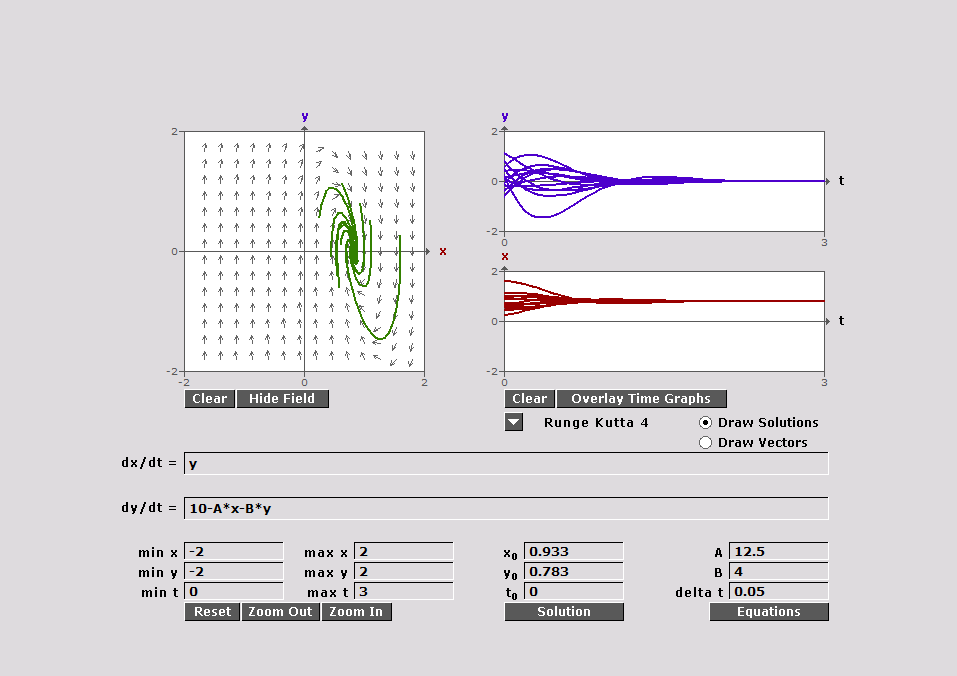 y
y
2
2
0
t
-2
0
3
0
x
x
2
0
t
-2
-2
-2
0
2
0
3
Clear
Hide Field
Clear
Overlay Time Graphs
Runge Kutta 4
Draw Solutions
Draw Vectors
dx/dt = y
dy/dt = 10-A*x-B*y
min x -2 max x 2 x0 0.933 A 12.5
min y -2 max y 2 y0 0.783 B 4
min t 0 max t 3 t0 0 delta t 0.05
Reset Zoom Out Zoom In Solution Equations